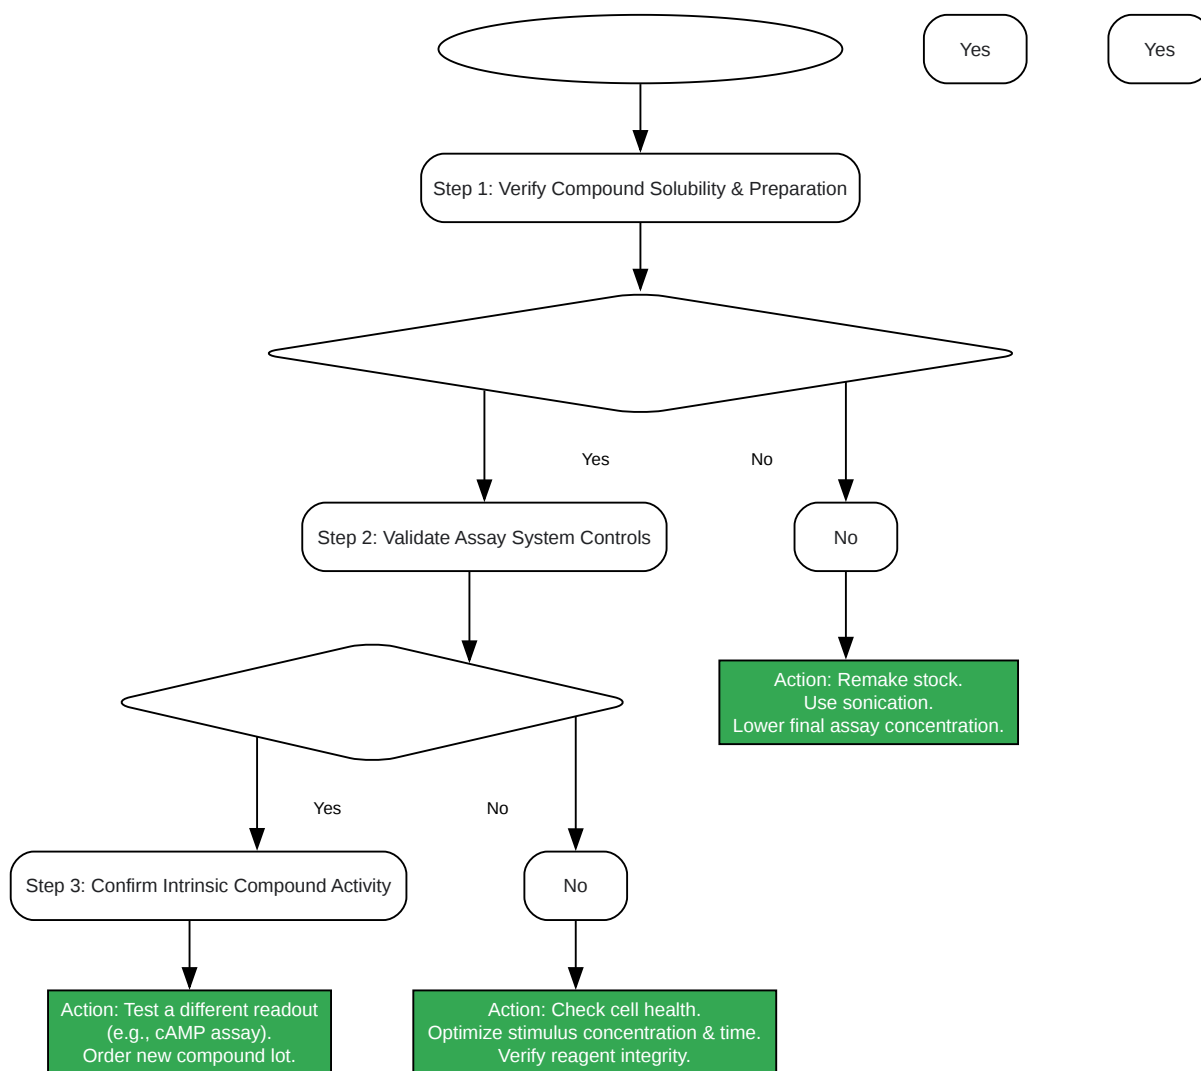 Yes
Yes
Step 1: Verify Compound Solubility & Preparation
Yes
No
Step 2: Validate Assay System Controls
No
Action: Remake stock.
Use sonication.
Lower final assay concentration.
Yes
No
Step 3: Confirm Intrinsic Compound Activity
No
Action: Test a different readout
(e.g., cAMP assay).
Order new compound lot.
Action: Check cell health.
Optimize stimulus concentration & time.
Verify reagent integrity.